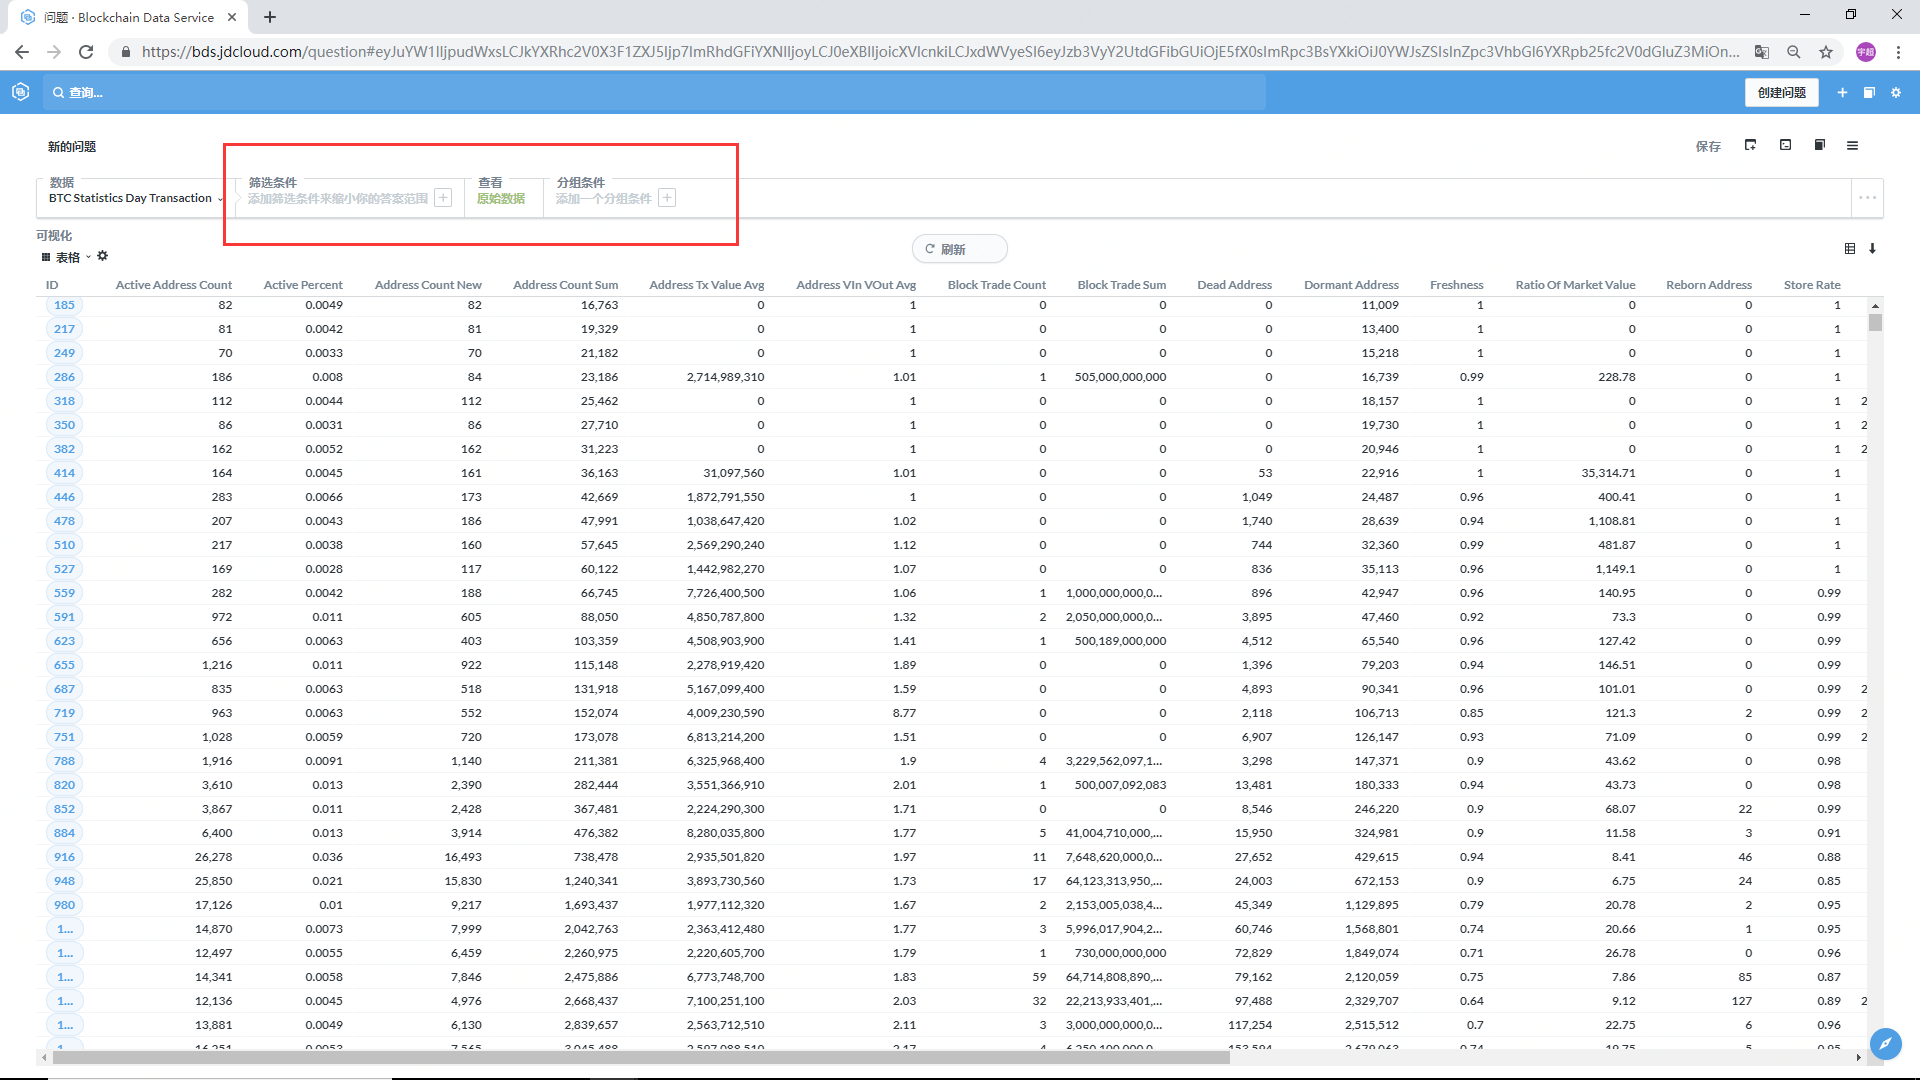 问题 · Blockchain Data Service
查询...
创建问题
新的问题
保存
数据 筛选条件 查看 分组条件
BTC Statistics Day Transaction 添加筛选条件来缩小你的答案范围 原始数据 添加一个分组条件
可视化
表格
刷新
ID Active Address Count Active Percent Address Count New Address Count Sum Address Tx Value Avg Address VIn VOut Avg Block Trade Count Block Trade Sum Dead Address Dormant Address Freshness Ratio Of Market Value Reborn Address Store Rate
185 82 0.0049 82 16,763 0 1 0 0 0 11,009 1 0 0 1
217 81 0.0042 81 19,329 0 1 0 0 0 13,400 1 0 0 1
249 70 0.0033 70 21,182 0 1 0 0 0 15,218 1 0 0 1
286 186 0.008 84 23,186 2,714,989,310 1.01 1 505,000,000,000 0 16,739 0.99 228.78 0 1
318 112 0.0044 112 25,462 0 1 0 0 0 18,157 1 0 0 1 2
350 86 0.0031 86 27,710 0 1 0 0 0 19,730 1 0 0 1 2
382 162 0.0052 162 31,223 0 1 0 0 0 20,946 1 0 0 1 2
414 164 0.0045 161 36,163 31,097,560 1.01 0 0 53 22,916 1 35,314.71 0 1
446 283 0.0066 173 42,669 1,872,791,550 1 0 0 1,049 24,487 0.96 400.41 0 1
478 207 0.0043 186 47,991 1,038,647,420 1.02 0 0 1,740 28,639 0.94 1,108.81 0 1
510 217 0.0038 160 57,645 2,569,290,240 1.12 0 0 744 32,360 0.99 481.87 0 1
527 169 0.0028 117 60,122 1,442,982,270 1.07 0 0 836 35,113 0.96 1,149.1 0 1
559 282 0.0042 188 66,745 7,726,400,500 1.06 1 1,000,000,000,0... 896 42,947 0.96 140.95 0 0.99
591 972 0.011 605 88,050 4,850,787,800 1.32 2 2,050,000,000,0... 3,895 47,460 0.92 73.3 0 0.99
623 656 0.0063 403 103,359 4,508,903,900 1.41 1 500,189,000,000 4,512 65,540 0.96 127.42 0 0.99
655 1,216 0.011 922 115,148 2,278,919,420 1.89 0 0 1,396 79,203 0.94 146.51 0 0.99
687 835 0.0063 518 131,918 5,167,099,400 1.59 0 0 4,893 90,341 0.96 101.01 0 0.99 2
719 963 0.0063 552 152,074 4,009,230,590 8.77 0 0 2,118 106,713 0.85 121.3 2 0.99 2
751 1,028 0.0059 720 173,078 6,813,214,200 1.51 0 0 6,907 126,147 0.93 71.09 0 0.99 2
788 1,916 0.0091 1,140 211,381 6,325,968,400 1.9 4 3,229,562,097,1... 3,298 147,371 0.9 43.62 0 0.98
820 3,610 0.013 2,390 282,444 3,551,366,910 2.01 1 500,007,092,083 13,481 180,333 0.94 43.73 0 0.98
852 3,867 0.011 2,428 367,481 2,224,290,300 1.71 0 0 8,546 246,220 0.9 68.07 22 0.99
884 6,400 0.013 3,914 476,382 8,280,035,800 1.77 5 41,004,710,000,... 15,950 324,981 0.9 11.58 3 0.91
916 26,278 0.036 16,493 738,478 2,935,501,820 1.97 11 7,648,620,000,0... 27,652 429,615 0.94 8.41 46 0.88
948 25,850 0.021 15,830 1,240,341 3,893,730,560 1.73 17 64,123,313,950,... 24,003 672,153 0.9 6.75 24 0.85
980 17,126 0.01 9,217 1,693,437 1,977,112,320 1.67 2 2,153,005,038,4... 45,349 1,129,895 0.79 20.78 2 0.95
1... 14,870 0.0073 7,999 2,042,763 2,363,412,480 1.77 3 5,996,017,904,2... 60,746 1,568,801 0.74 20.66 1 0.95
1... 12,497 0.0055 6,459 2,260,975 2,220,605,700 1.79 1 730,000,000,000 72,829 1,849,074 0.71 26.78 0 0.96
1... 14,341 0.0058 7,846 2,475,886 6,773,748,700 1.83 59 64,714,808,890,... 79,162 2,120,059 0.75 7.86 85 0.87
1... 12,136 0.0045 4,976 2,668,437 7,100,251,100 2.03 32 22,213,933,401,... 97,488 2,329,707 0.64 9.12 127 0.89 2
1... 13,881 0.0049 6,130 2,839,657 2,563,712,510 2.11 3 3,000,000,000,0... 117,254 2,515,512 0.7 22.75 6 0.96